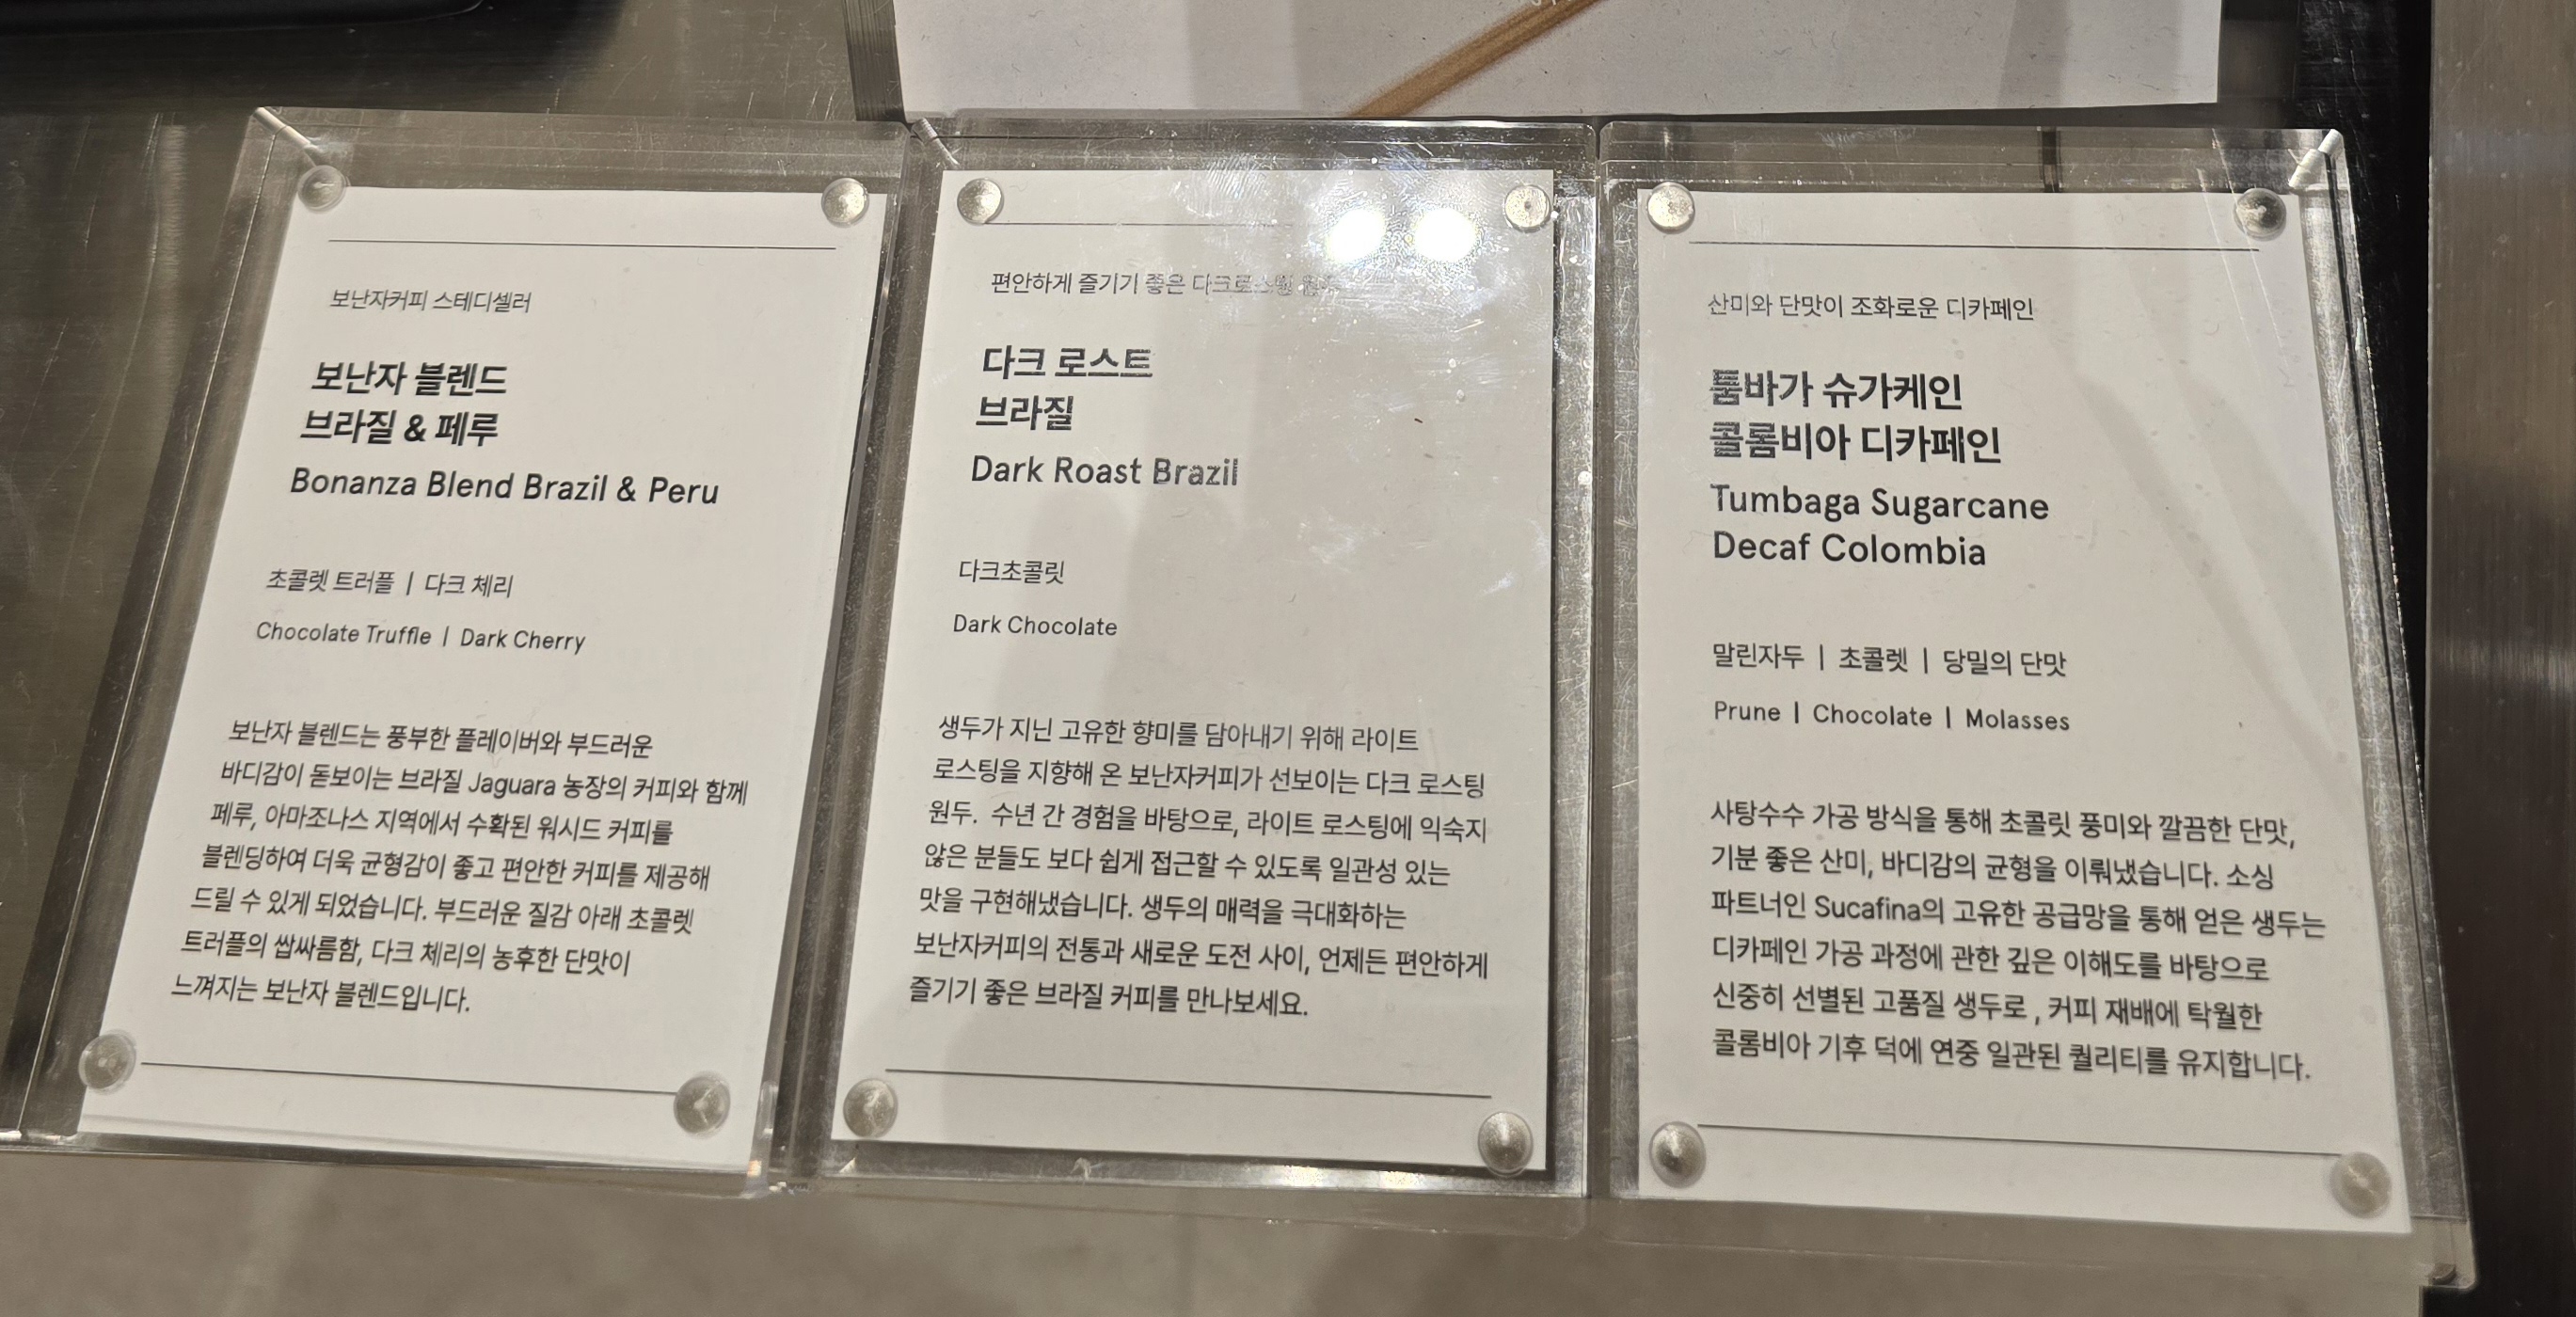 보난자커피 스테디셀러
보난자 블렌드
브라질 & 페루
Bonanza Blend Brazil & Peru
초콜렛 트러플 | 다크 체리
Chocolate Truffle | Dark Cherry
보난자 블렌드는 풍부한 플레이버와 부드러운
바디감이 돋보이는 브라질 Jaguara 농장의 커피와 함께
페루, 아마조나스 지역에서 수확된 워시드 커피를
블렌딩하여 더욱 균형감이 좋고 편안한 커피를 제공해
드릴 수 있게 되었습니다. 부드러운 질감 아래 초콜렛
트러플의 쌉싸름함, 다크 체리의 농후한 단맛이
느껴지는 보난자 블렌드입니다.
편안하게 즐기기 좋은 다크로스팅 원두
다크 로스트
브라질
Dark Roast Brazil
다크초콜릿
Dark Chocolate
생두가 지닌 고유한 향미를 담아내기 위해 라이트
로스팅을 지향해 온 보난자커피가 선보이는 다크 로스팅
원두. 수년 간 경험을 바탕으로, 라이트 로스팅에 익숙지
않은 분들도 보다 쉽게 접근할 수 있도록 일관성 있는
맛을 구현해냈습니다. 생두의 매력을 극대화하는
보난자커피의 전통과 새로운 도전 사이, 언제든 편안하게
즐기기 좋은 브라질 커피를 만나보세요.
산미와 단맛이 조화로운 디카페인
툼바가 슈가케인
콜롬비아 디카페인
Tumbaga Sugarcane
Decaf Colombia
말린자두 | 초콜렛 | 당밀의 단맛
Prune | Chocolate | Molasses
사탕수수 가공 방식을 통해 초콜릿 풍미와 깔끔한 단맛,
기분 좋은 산미, 바디감의 균형을 이뤄냈습니다. 소싱
파트너인 Sucafina의 고유한 공급망을 통해 얻은 생두는
디카페인 가공 과정에 관한 깊은 이해도를 바탕으로
신중히 선별된 고품질 생두로 , 커피 재배에 탁월한
콜롬비아 기후 덕에 연중 일관된 퀄리티를 유지합니다.